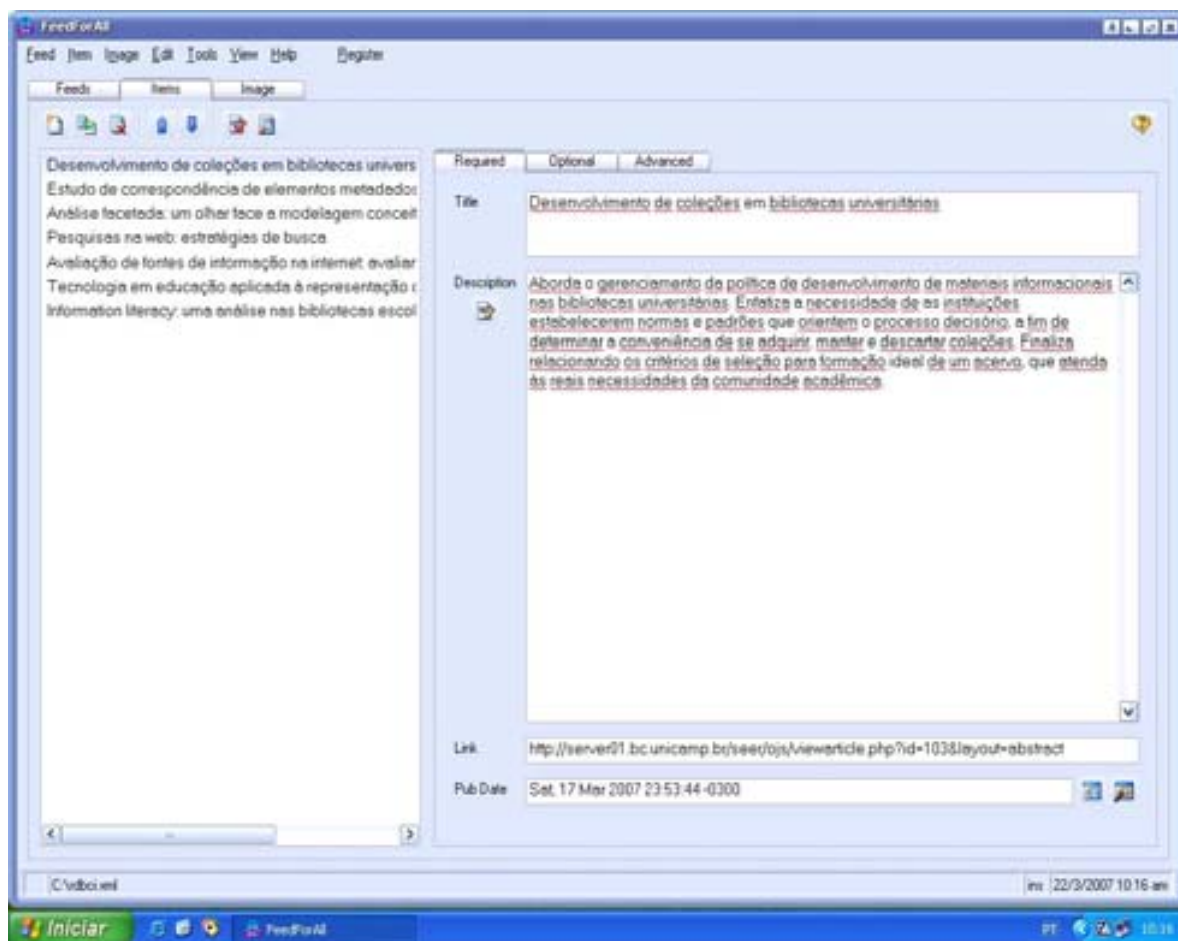 FeedForAll
Feed Item Image Edit Tools View Help Register
Feeds Items Image
Desenvolvimento de coleções em bibliotecas univers
Estudo de correspondência de elementos metadados
Análise facetada: um olhar face a modelagem conceit
Pesquisas na web: estratégias de busca
Avaliação de fontes de informação na internet: avaliar
Tecnologia em educação aplicada à representação
Information literacy: uma análise nas bibliotecas escol
Required Optional Advanced
Title
Desenvolvimento de coleções em bibliotecas universitárias
Description
Aborda o gerenciamento da política de desenvolvimento de materiais informacionais
nas bibliotecas universitárias. Enfatiza a necessidade de as instituições
estabelecerem normas e padrões que orientem o processo decisório, a fim de
determinar a conveniência de se adquirir, manter e descartar coleções. Finaliza
relacionando os critérios de seleção para formação ideal de um acervo, que atenda
às reais necessidades da comunidade acadêmica.
Link
http://server01.bc.unicamp.br/seer/ojs/viewarticle.php?id=103&layout=abstract
Pub Date
Sat, 17 Mar 2007 23:53:44 -0300
C:\rdbci.xml
ins 22/3/2007 10:16 am
Iniciar FeedForAll PT 10:16